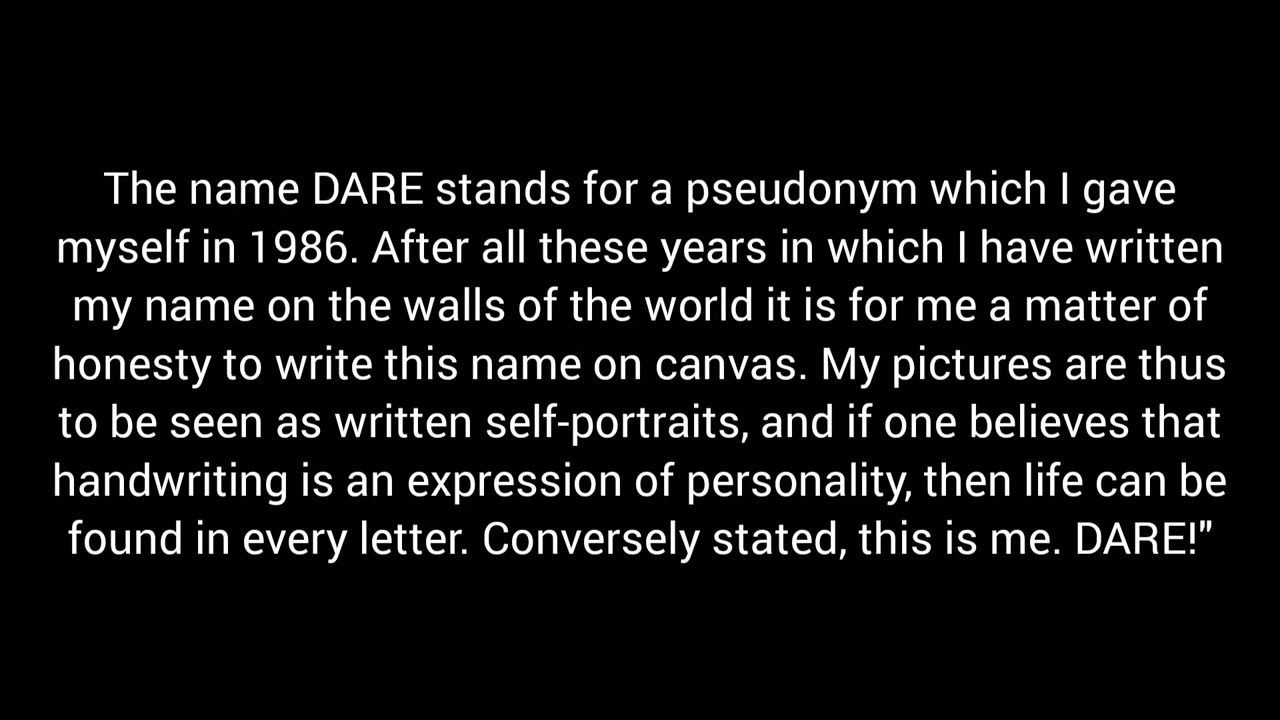 The name DARE stands for a pseudonym which I gave
myself in 1986. After all these years in which I have written
my name on the walls of the world it is for me a matter of
honesty to write this name on canvas. My pictures are thus
to be seen as written self-portraits, and if one believes that
handwriting is an expression of personality, then life can be
found in every letter. Conversely stated, this is me. DARE!"